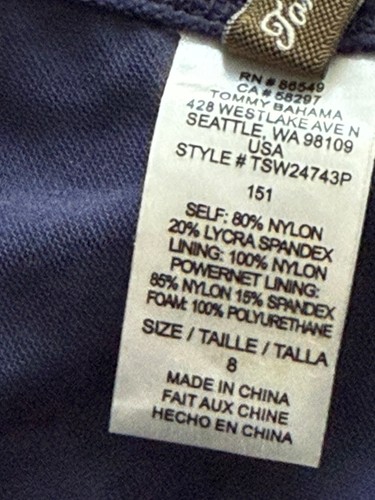 To
RN # 86549
CA # 58297
TOMMY BAHAMA
428 WESTLAKE AVE N
SEATTLE, WA 98109
USA
STYLE # TSW24743P
151
SELF: 80% NYLON
20% LYCRA SPANDEX
LINING: 100% NYLON
POWERNET LINING:
85% NYLON 15% SPANDEX
FOAM: 100% POLYURETHANE
SIZE / TAILLE / TALLA
8
MADE IN CHINA
FAIT AUX CHINE
HECHO EN CHINA